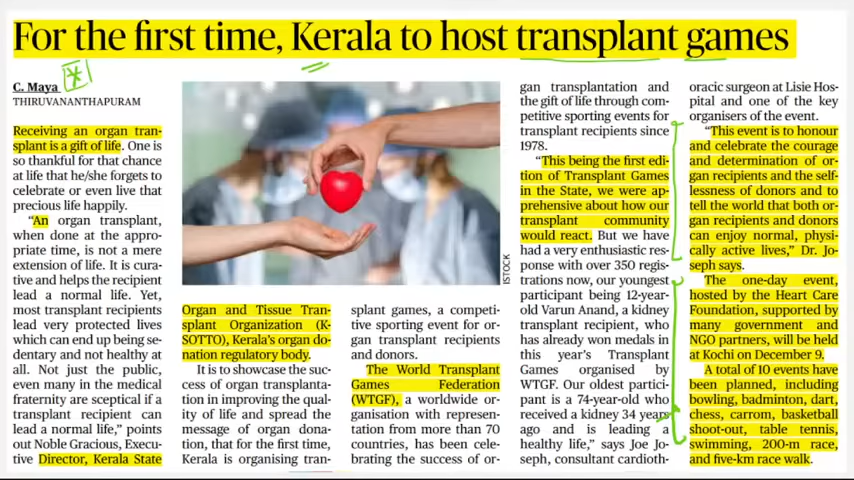 For the first time, Kerala to host transplant games
C. Maya
THIRUVANANTHAPURAM
Receiving an organ tran-
splant is a gift of life. One is
so thankful for that chance
at life that he/she forgets to
celebrate or even live that
precious life happily.
“An organ transplant,
when done at the appro-
priate time, is not a mere
extension of life. It is cura-
tive and helps the recipient
lead a normal life. Yet,
most transplant recipients
lead very protected lives
which can end up being se-
dentary and not healthy at
all. Not just the public,
even many in the medical
fraternity are sceptical if a
transplant recipient can
lead a normal life,” points
out Noble Gracious, Execu-
tive Director, Kerala State
ISTOCK
Organ and Tissue Tran-
splant Organization (K-
SOTTO), Kerala’s organ do-
nation regulatory body.
It is to showcase the suc-
cess of organ transplanta-
tion in improving the qual-
ity of life and spread the
message of organ dona-
tion, that for the first time,
Kerala is organising tran-
splant games, a competi-
tive sporting event for or-
gan transplant recipients
and donors.
The World Transplant
Games Federation
(WTGF), a worldwide or-
ganisation with represen-
tation from more than 70
countries, has been cele-
brating the success of or-
gan transplantation and
the gift of life through com-
petitive sporting events for
transplant recipients since
1978.
“This being the first edi-
tion of Transplant Games
in the State, we were ap-
prehensive about how our
transplant community
would react. But we have
had a very enthusiastic res-
ponse with over 350 regis-
trations now, our youngest
participant being 12-year-
old Varun Anand, a kidney
transplant recipient, who
has already won medals in
this year’s Transplant
Games organised by
WTGF. Our oldest partici-
pant is a 74-year-old who
received a kidney 34 years
ago and is leading a
healthy life,” says Joe Jo-
seph, consultant cardioth-
oracic surgeon at Lisie Hos-
pital and one of the key
organisers of the event.
“This event is to honour
and celebrate the courage
and determination of or-
gan recipients and the self-
lessness of donors and to
tell the world that both or-
gan recipients and donors
can enjoy normal, physi-
cally active lives,” Dr. Jo-
seph says.
The one-day event,
hosted by the Heart Care
Foundation, supported by
many government and
NGO partners, will be held
at Kochi on December 9.
A total of 10 events have
been planned, including
bowling, badminton, dart,
chess, carrom, basketball
shoot-out, table tennis,
swimming, 200-m race,
and five-km race walk.